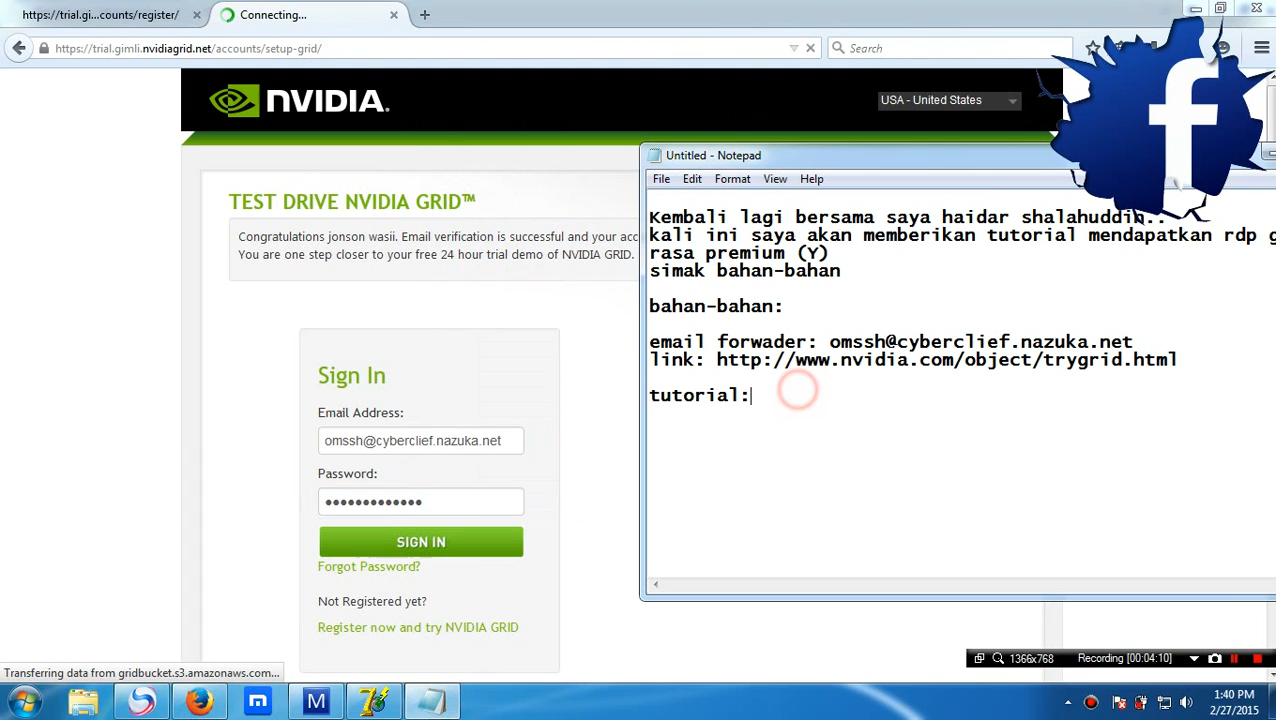 https://trial.gi...counts/register/
Connecting...
https://trial.gimli.nvidiagrid.net/accounts/setup-grid/
Search
f
NVIDIA.
USA - United States
TEST DRIVE NVIDIA GRID™
Congratulations jonson wasii. Email verification is successful and your acc
You are one step closer to your free 24 hour trial demo of NVIDIA GRID.
Sign In
Email Address:
omssh@cyberclief.nazuka.net
Password:
SIGN IN
Forgot Password?
Not Registered yet?
Register now and try NVIDIA GRID
Untitled - Notepad
File Edit Format View Help
Kembali lagi bersama saya haidar shalahuddin..
kali ini saya akan memberikan tutorial mendapatkan rdp g
rasa premium (Y)
simak bahan-bahan
bahan-bahan:
email forwader: omssh@cyberclief.nazuka.net
link: http://www.nvidia.com/object/trygrid.html
tutorial:
Transferring data from gridbucket.s3.amazonaws.com...
1366x768
Recording [00:04:10]
M
1:40 PM
2/27/2015